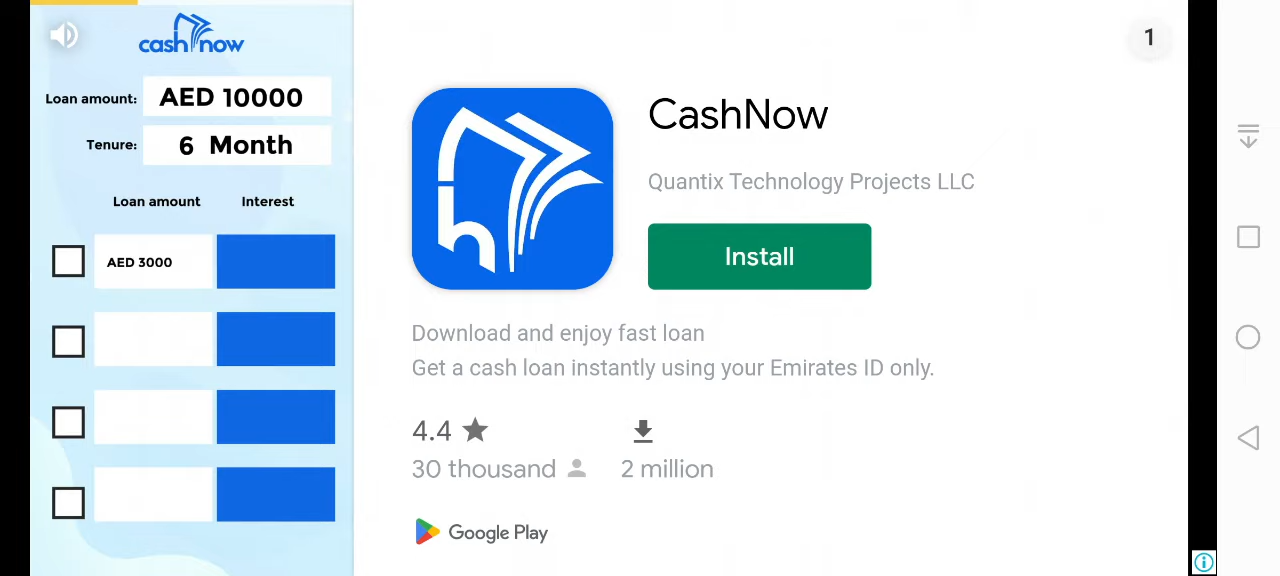 cash now
Loan amount: AED 10000
Tenure: 6 Month
Loan amount Interest
AED 3000
1
CashNow
Quantix Technology Projects LLC
Install
Download and enjoy fast loan
Get a cash loan instantly using your Emirates ID only.
4.4
30 thousand 2 million
Google Play